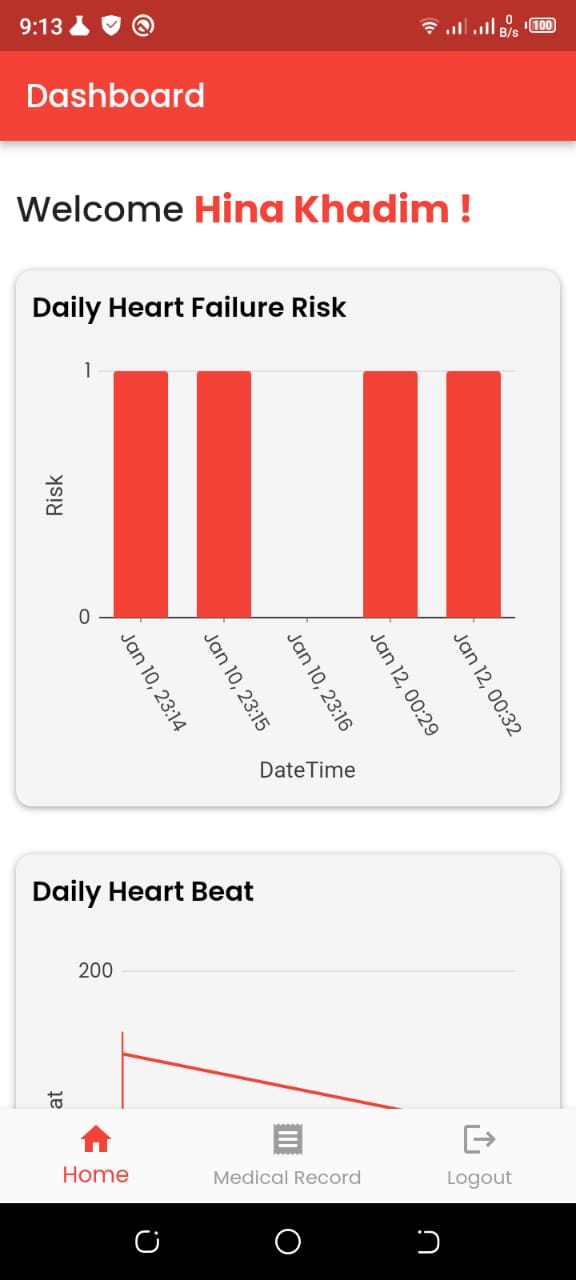 9:13
0
B/s
100
Dashboard
Welcome Hina Khadim !
Daily Heart Failure Risk
1
Risk
0
Jan 10, 23:14
Jan 10, 23:15
Jan 10, 23:16
Jan 12, 00:29
Jan 12, 00:32
DateTime
Daily Heart Beat
200
at
Home
Medical Record
Logout